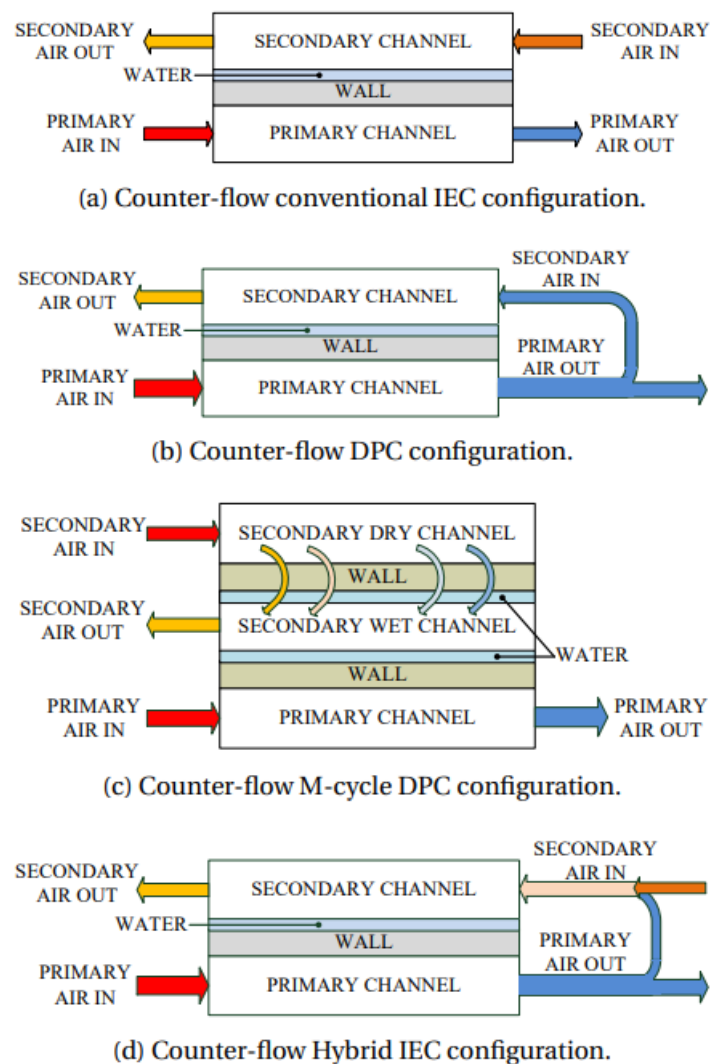 SECONDARY
AIR OUT
SECONDARY CHANNEL
SECONDARY
AIR IN
WATER
WALL
PRIMARY
AIR IN
PRIMARY CHANNEL
PRIMARY
AIR OUT
(a) Counter-flow conventional IEC configuration.
SECONDARY
AIR OUT
SECONDARY CHANNEL
SECONDARY
AIR IN
WATER
WALL
PRIMARY
AIR IN
PRIMARY CHANNEL
PRIMARY
AIR OUT
(b) Counter-flow DPC configuration.
SECONDARY
AIR IN
SECONDARY DRY CHANNEL
WALL
SECONDARY
AIR OUT
SECONDARY WET CHANNEL
WATER
WALL
PRIMARY
AIR IN
PRIMARY CHANNEL
PRIMARY
AIR OUT
(c) Counter-flow M-cycle DPC configuration.
SECONDARY
AIR OUT
SECONDARY CHANNEL
SECONDARY
AIR IN
WATER
WALL
PRIMARY
AIR IN
PRIMARY CHANNEL
PRIMARY
AIR OUT
(d) Counter-flow Hybrid IEC configuration.